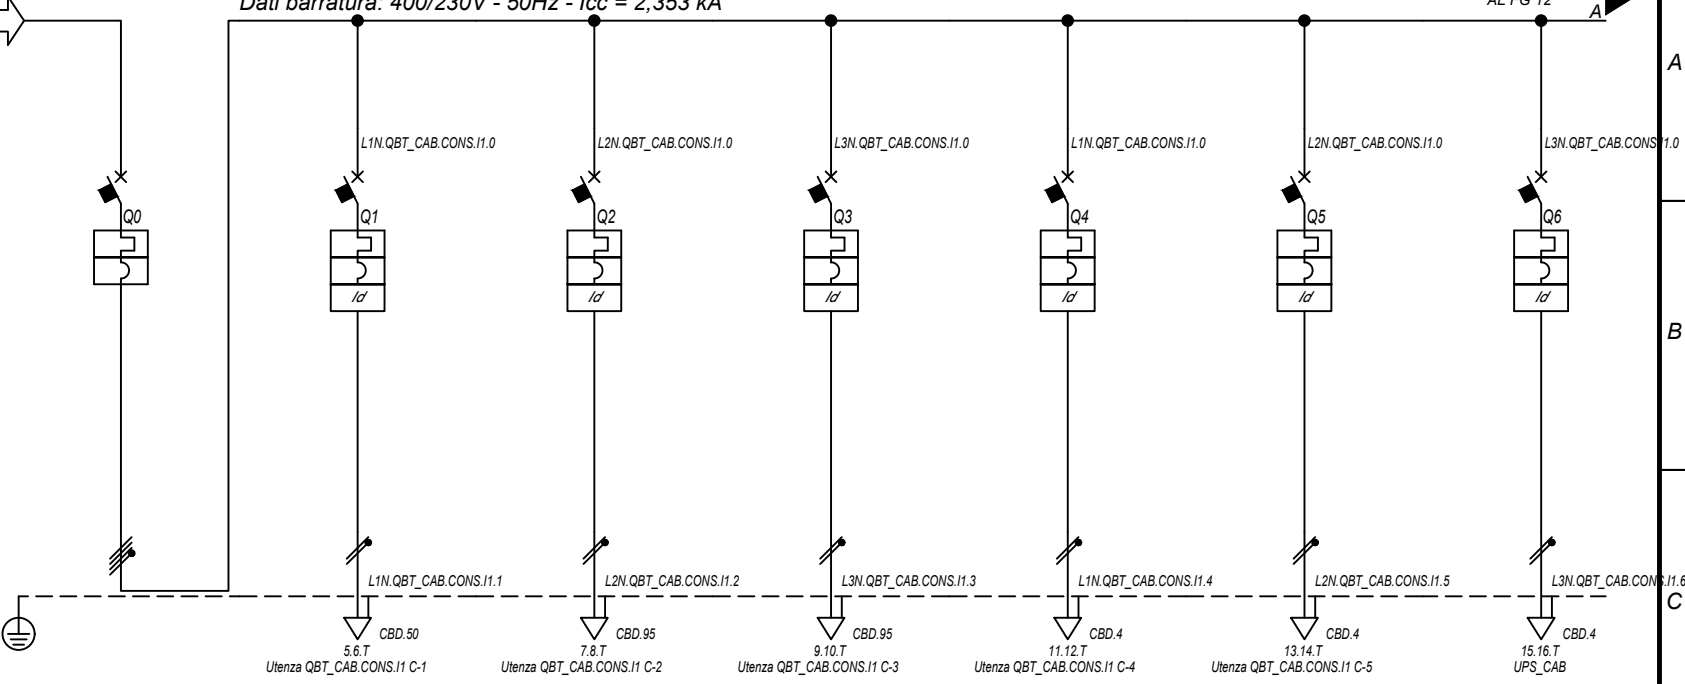 Dati barratura: 400/230V - 50Hz - Icc = 2,353 kA
AL FG 12
A
A
L1N.QBT_CAB.CONS.I1.0
L2N.QBT_CAB.CONS.I1.0
L3N.QBT_CAB.CONS.I1.0
L1N.QBT_CAB.CONS.I1.0
L2N.QBT_CAB.CONS.I1.0
L3N.QBT_CAB.CONS.I1.0
Q0
Q1
Q2
Q3
Q4
Q5
Q6
Id
Id
Id
Id
Id
Id
B
L1N.QBT_CAB.CONS.I1.1
L2N.QBT_CAB.CONS.I1.2
L3N.QBT_CAB.CONS.I1.3
L1N.QBT_CAB.CONS.I1.4
L2N.QBT_CAB.CONS.I1.5
L3N.QBT_CAB.CONS.I1.6
C
CBD.50
CBD.95
CBD.95
CBD.4
CBD.4
CBD.4
5.6.T
7.8.T
9.10.T
11.12.T
13.14.T
15.16.T
Utenza QBT_CAB.CONS.I1 C-1
Utenza QBT_CAB.CONS.I1 C-2
Utenza QBT_CAB.CONS.I1 C-3
Utenza QBT_CAB.CONS.I1 C-4
Utenza QBT_CAB.CONS.I1 C-5
UPS_CAB